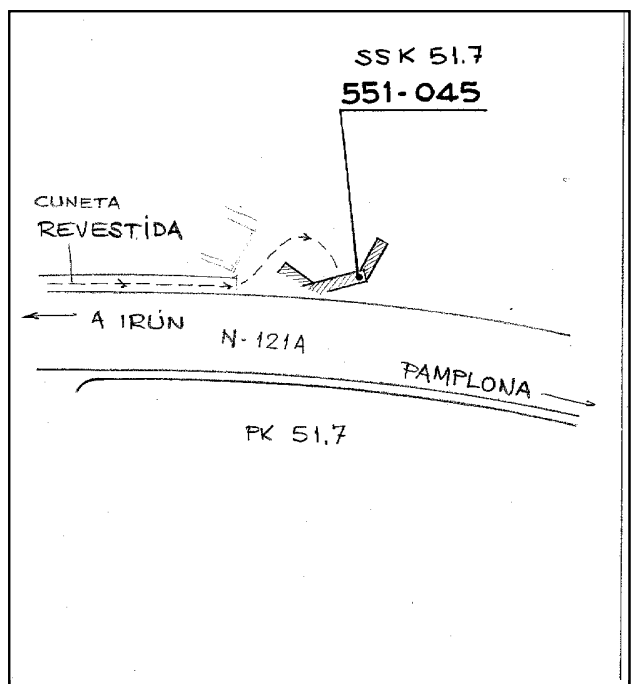 SSK 51.7
551-045
CUNETA
REVESTIDA
A IRÚN
N-121A
PAMPLONA
PK 51.7